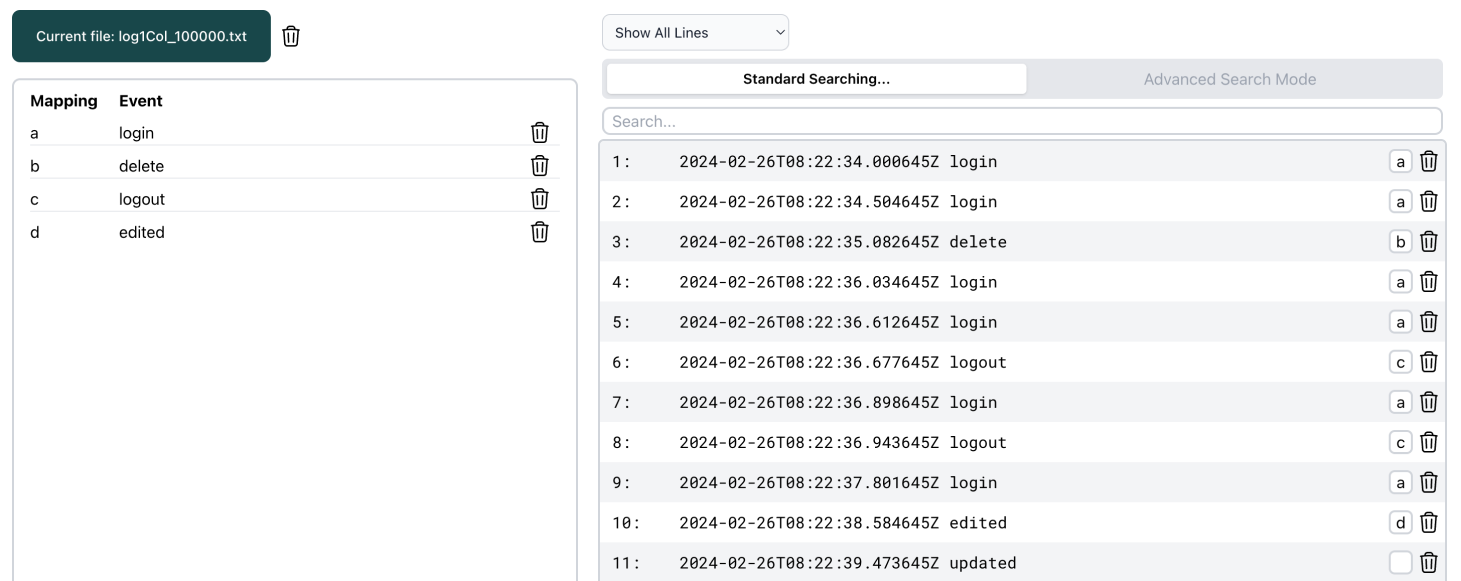 Current file: log1Col_100000.txt
Mapping Event
a login
b delete
c logout
d edited
Show All Lines
Standard Searching... Advanced Search Mode
Search...
1: 2024-02-26T08:22:34.000645Z login a
2: 2024-02-26T08:22:34.504645Z login a
3: 2024-02-26T08:22:35.082645Z delete b
4: 2024-02-26T08:22:36.034645Z login a
5: 2024-02-26T08:22:36.612645Z login a
6: 2024-02-26T08:22:36.677645Z logout c
7: 2024-02-26T08:22:36.898645Z login a
8: 2024-02-26T08:22:36.943645Z logout c
9: 2024-02-26T08:22:37.801645Z login a
10: 2024-02-26T08:22:38.584645Z edited d
11: 2024-02-26T08:22:39.473645Z updated